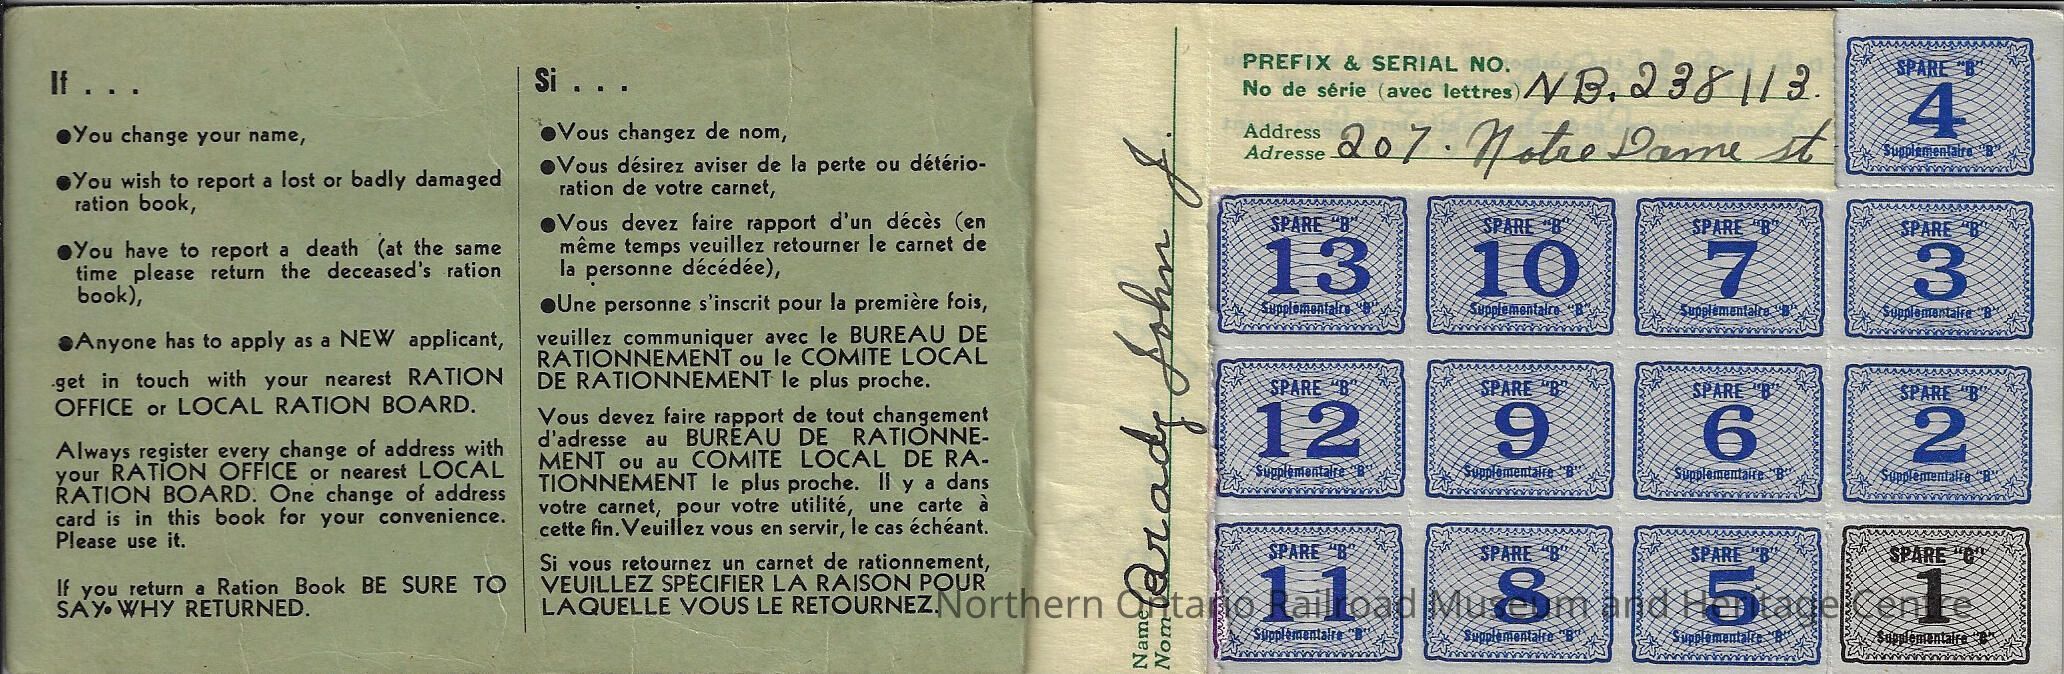 If . . .
●You change your name,
●You wish to report a lost or badly damaged
ration book,
●You have to report a death (at the same
time please return the deceased's ration
book),
●Anyone has to apply as a NEW applicant,
get in touch with your nearest RATION
OFFICE or LOCAL RATION BOARD.
Always register every change of address with
your RATION OFFICE or nearest LOCAL
RATION BOARD. One change of address
card is in this book for your convenience.
Please use it.
If you return a Ration Book BE SURE TO
SAY WHY RETURNED.
Si . . .
●Vous changez de nom,
●Vous désirez aviser de la perte ou détério-
ration de votre carnet,
●Vous devez faire rapport d'un décès (en
même temps veuillez retourner le carnet de
la personne décédée),
●Une personne s'inscrit pour la première fois,
veuillez communiquer avec le BUREAU DE
RATIONNEMENT ou le COMITE LOCAL
DE RATIONNEMENT le plus proche.
Vous devez faire rapport de tout changement
d'adresse au BUREAU DE RATIONNE-
MENT ou au COMITE LOCAL DE RA-
TIONNEMENT le plus proche. Il y a dans
votre carnet, pour votre utilité, une carte à
cette fin. Veuillez vous en servir, le cas échéant.
Si vous retournez un carnet de rationnement,
VEUILLEZ SPÉCIFIER LA RAISON POUR
LAQUELLE VOUS LE RETOURNEZ.
Name
Nom
Brady John J.
PREFIX & SERIAL NO.
No de série (avec lettres) NB. 238113.
Address
Adresse 207. Notre Dame st
SPARE "B"
4
Supplémentaire "B"
SPARE "B"
13
Supplémentaire "B"
SPARE "B"
10
Supplémentaire "B"
SPARE "B"
7
Supplémentaire "B"
SPARE "B"
3
Supplémentaire "B"
SPARE "B"
12
Supplémentaire "B"
SPARE "B"
9
Supplémentaire "B"
SPARE "B"
6
Supplémentaire "B"
SPARE "B"
2
Supplémentaire "B"
SPARE "B"
11
Supplémentaire "B"
SPARE "B"
8
Supplémentaire "B"
SPARE "B"
5
Supplémentaire "B"
SPARE "C"
1
Supplémentaire "C"
Northern Ontario Railroad Museum and Heritage Centre